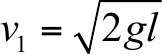 v₁ = √(2gl)